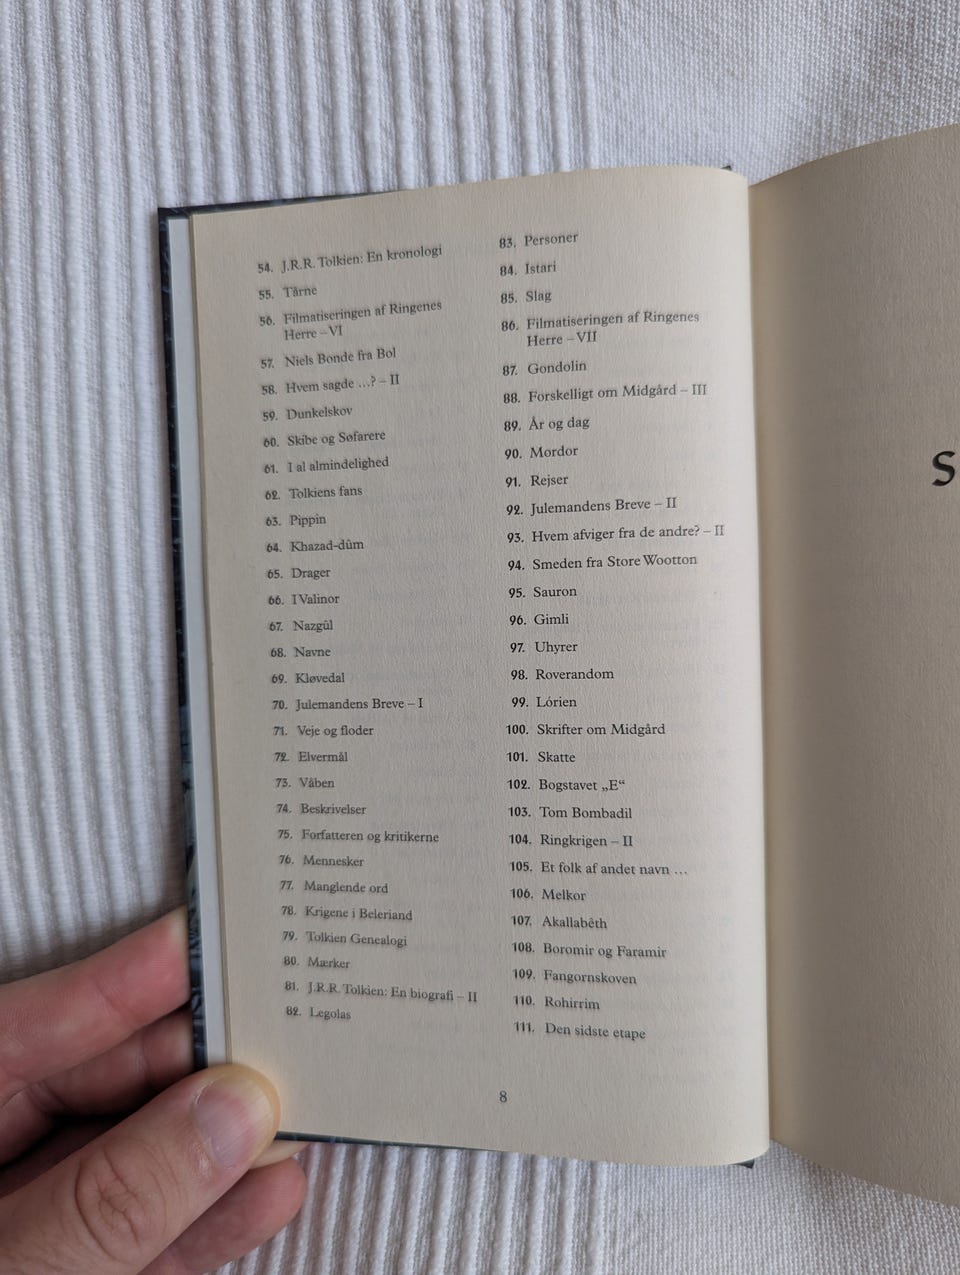 54. J.R.R. Tolkien: En kronologi
55. Tårne
56. Filmatiseringen af Ringenes
Herre – VI
57. Niels Bonde fra Bol
58. Hvem sagde …? – II
59. Dunkelskov
60. Skibe og Søfarere
61. I al almindelighed
62. Tolkiens fans
63. Pippin
64. Khazad-dûm
65. Drager
66. I Valinor
67. Nazgûl
68. Navne
69. Kløvedal
70. Julemandens Breve – I
71. Veje og floder
72. Elvermål
73. Våben
74. Beskrivelser
75. Forfatteren og kritikerne
76. Mennesker
77. Manglende ord
78. Krigene i Beleriand
79. Tolkien Genealogi
80. Mærker
81. J.R.R. Tolkien: En biografi – II
82. Legolas
83. Personer
84. Istari
85. Slag
86. Filmatiseringen af Ringenes
Herre – VII
87. Gondolin
88. Forskelligt om Midgård – III
89. År og dag
90. Mordor
91. Rejser
92. Julemandens Breve – II
93. Hvem afviger fra de andre? – II
94. Smeden fra Store Wootton
95. Sauron
96. Gimli
97. Uhyrer
98. Roverandom
99. Lórien
100. Skrifter om Midgård
101. Skatte
102. Bogstavet „E“
103. Tom Bombadil
104. Ringkrigen – II
105. Et folk af andet navn …
106. Melkor
107. Akallabêth
108. Boromir og Faramir
109. Fangornskoven
110. Rohirrim
111. Den sidste etape
8
S